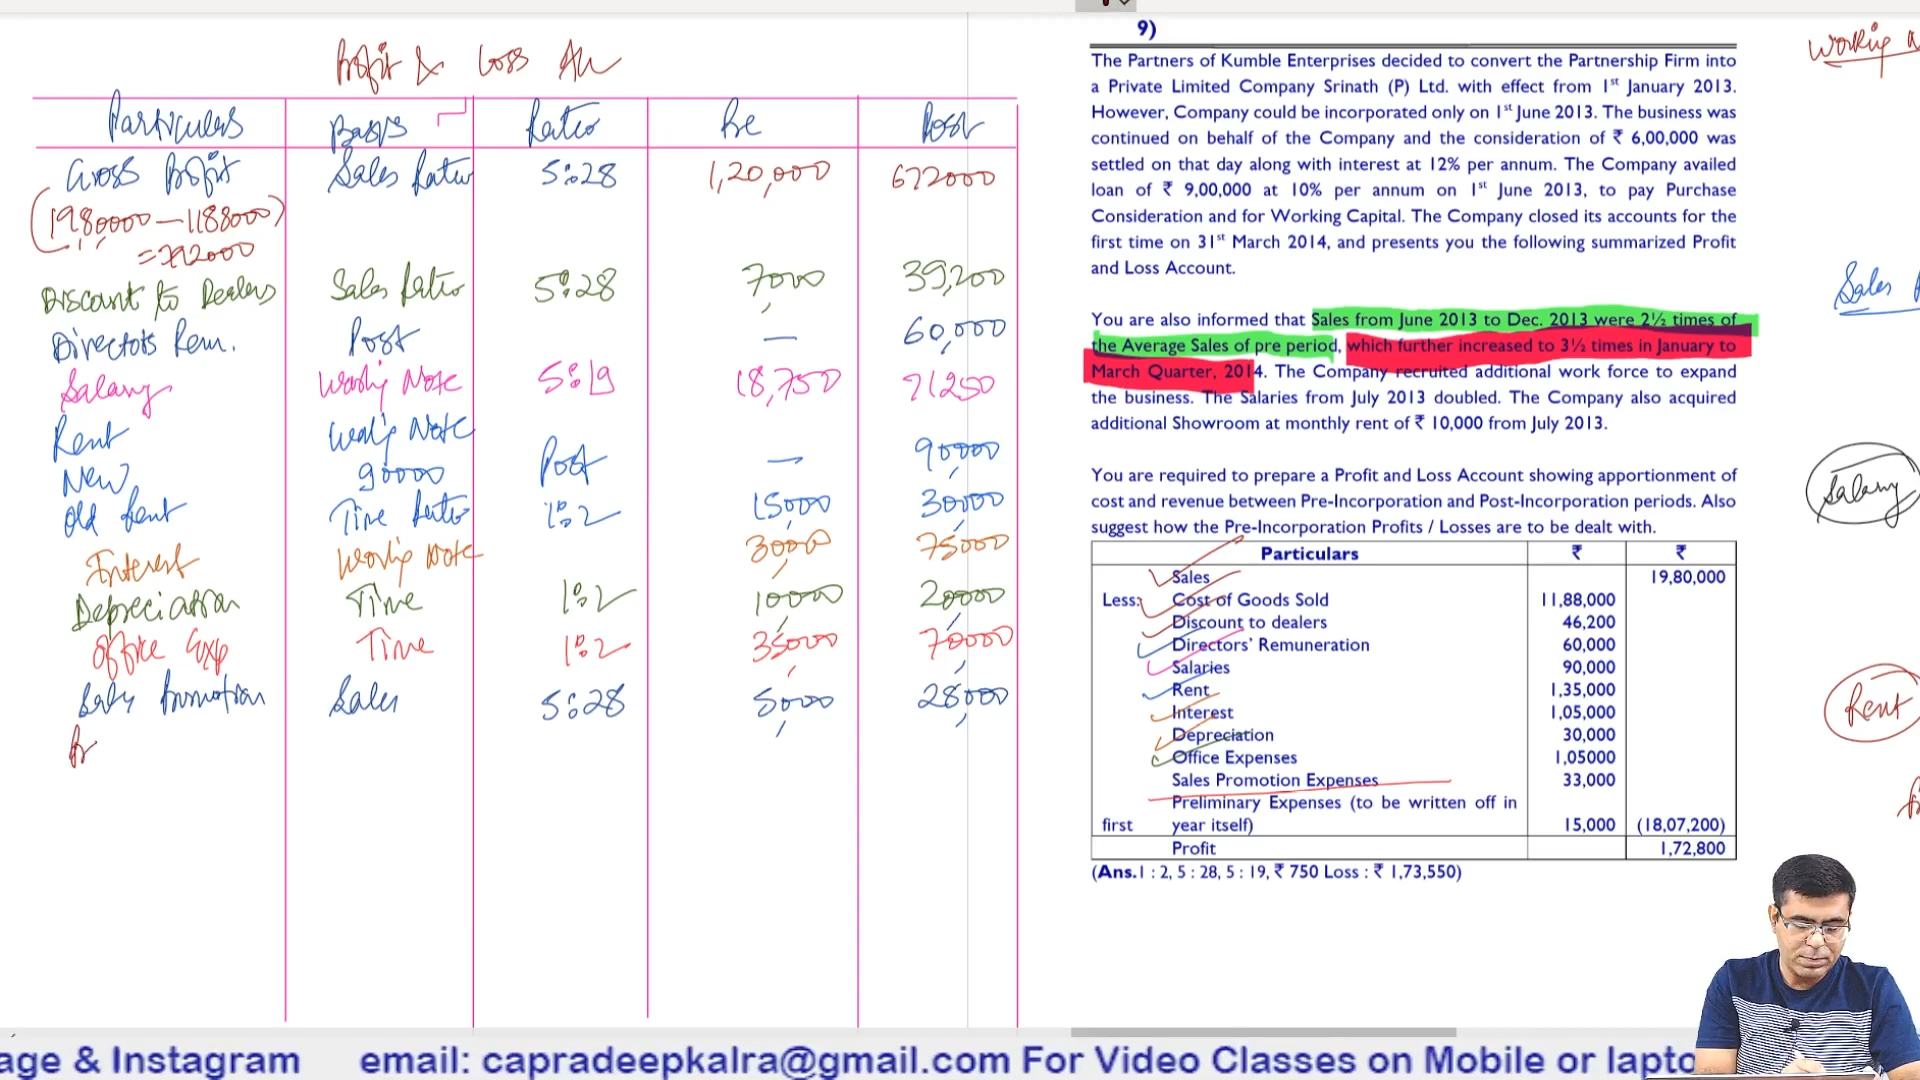 Profit & Loss A/c
Particulars Basis Ratio Pre Post
Gross Profit Sales Ratio 5:28 1,20,000 672000
(1980000 – 1188000)
= 792000
Discount to Dealers Sales Ratio 5:28 7000 39,200
Director's Rem. Post — 60,000
Salary Working Note 5:19 18,750 71250
Rent Working Note
New 90000 Post — 90000
Old Rent Time Ratio 1:2 15000 30000
Interest Working Note 30000 75000
Depreciation Time 1:2 10000 20000
Office Exp Time 1:2 35000 70000
Sales Promotion Sales 5:28 5000 28,000
Pr
9)
The Partners of Kumble Enterprises decided to convert the Partnership Firm into
a Private Limited Company Srinath (P) Ltd. with effect from 1st January 2013.
However, Company could be incorporated only on 1st June 2013. The business was
continued on behalf of the Company and the consideration of ₹ 6,00,000 was
settled on that day along with interest at 12% per annum. The Company availed
loan of ₹ 9,00,000 at 10% per annum on 1st June 2013, to pay Purchase
Consideration and for Working Capital. The Company closed its accounts for the
first time on 31st March 2014, and presents you the following summarized Profit
and Loss Account.
You are also informed that Sales from June 2013 to Dec. 2013 were 2½ times of
the Average Sales of pre period, which further increased to 3½ times in January to
March Quarter, 2014. The Company recruited additional work force to expand
the business. The Salaries from July 2013 doubled. The Company also acquired
additional Showroom at monthly rent of ₹ 10,000 from July 2013.
You are required to prepare a Profit and Loss Account showing apportionment of
cost and revenue between Pre-Incorporation and Post-Incorporation periods. Also
suggest how the Pre-Incorporation Profits / Losses are to be dealt with.
Particulars ₹ ₹
Sales 19,80,000
Less: Cost of Goods Sold 11,88,000
Discount to dealers 46,200
Directors' Remuneration 60,000
Salaries 90,000
Rent 1,35,000
Interest 1,05,000
Depreciation 30,000
Office Expenses 1,05000
Sales Promotion Expenses 33,000
Preliminary Expenses (to be written off in
first year itself) 15,000 (18,07,200)
Profit 1,72,800
(Ans.1 : 2, 5 : 28, 5 : 19, ₹ 750 Loss : ₹ 1,73,550)
Working
Sales
Salary
Rent
age & Instagram email: capradeepkalra@gmail.com For Video Classes on Mobile or lapto